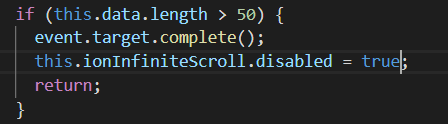 if (this.data.length > 50) {
  event.target.complete();
  this.ionInfiniteScroll.disabled = true;
  return;
}